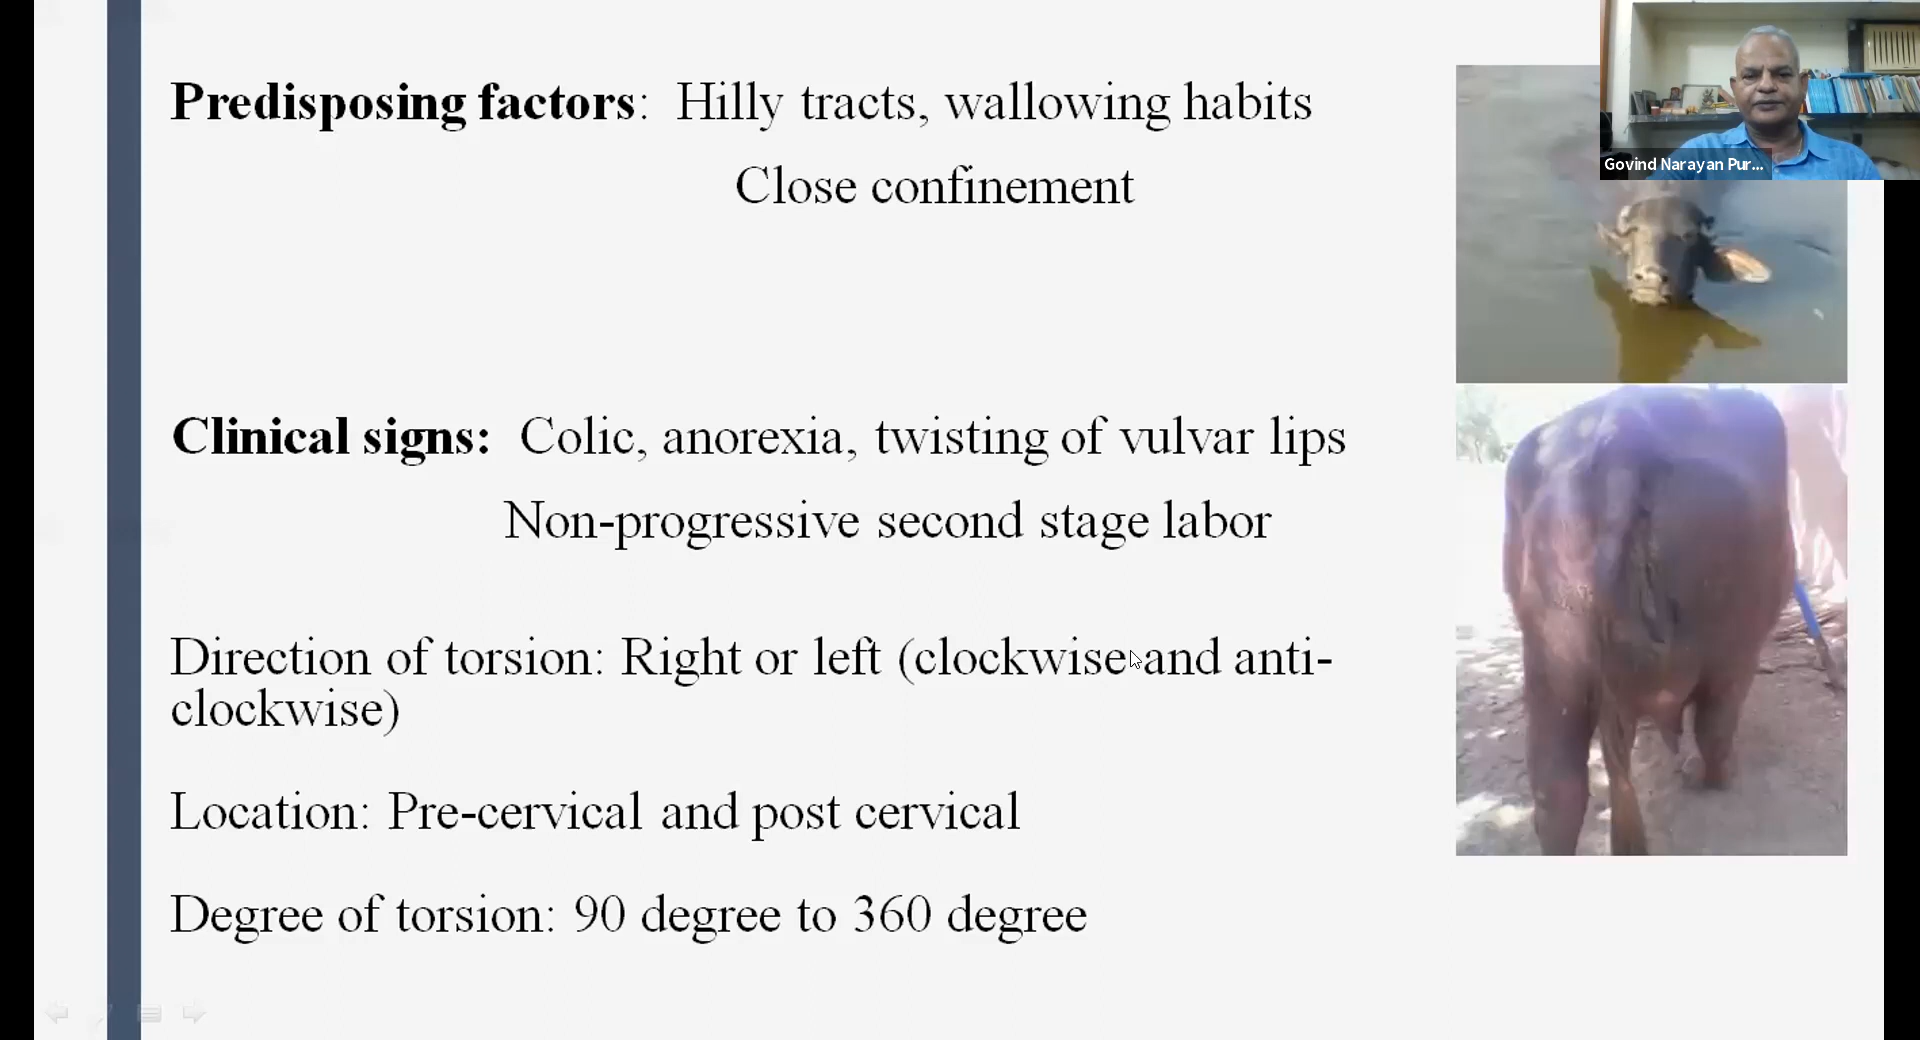 Govind Narayan Pur...
Predisposing factors: Hilly tracts, wallowing habits
Close confinement
Clinical signs: Colic, anorexia, twisting of vulvar lips
Non-progressive second stage labor
Direction of torsion: Right or left (clockwise and anti-
clockwise)
Location: Pre-cervical and post cervical
Degree of torsion: 90 degree to 360 degree